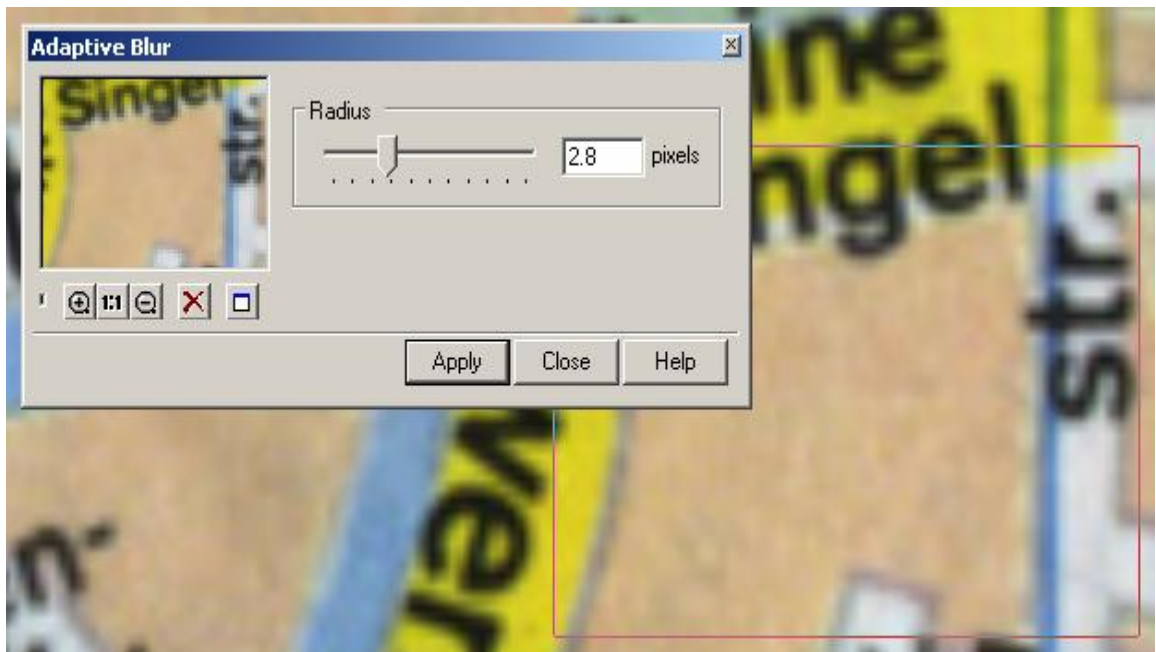 Adaptive Blur
Singel
str.
Radius
2.8 pixels
1:1
Apply Close Help
ine
ngel
str.
wer
n.